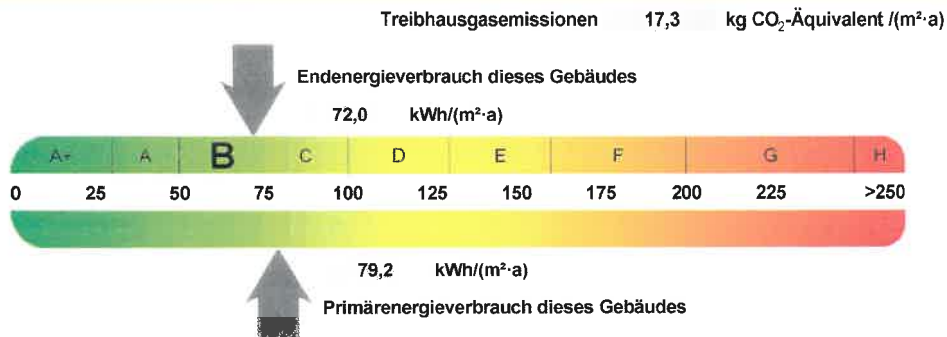 Treibhausgasemissionen 17,3 kg CO₂-Äquivalent /(m²·a)
Endenergieverbrauch dieses Gebäudes
72,0 kWh/(m²·a)
A+ A B C D E F G H
0 25 50 75 100 125 150 175 200 225 >250
79,2 kWh/(m²·a)
Primärenergieverbrauch dieses Gebäudes